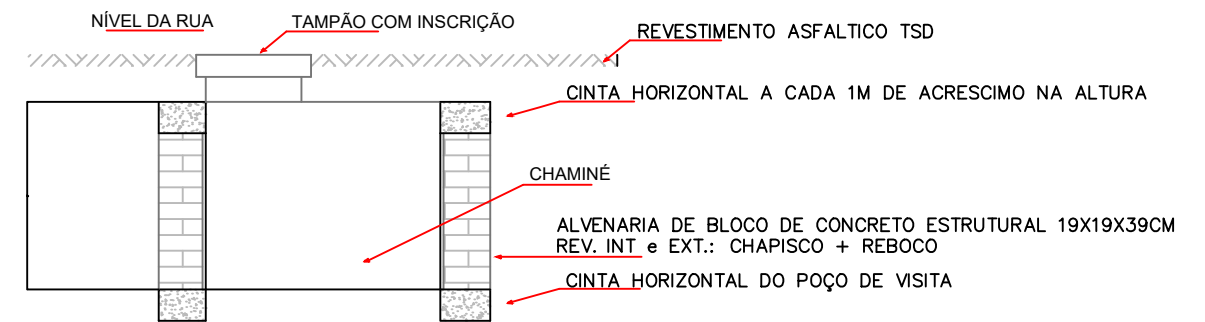 NÍVEL DA RUA
TAMPÃO COM INSCRIÇÃO
REVESTIMENTO ASFALTICO TSD
CINTA HORIZONTAL A CADA 1M DE ACRESCIMO NA ALTURA
CHAMINÉ
ALVENARIA DE BLOCO DE CONCRETO ESTRUTURAL 19X19X39CM
REV. INT e EXT.: CHAPISCO + REBOCO
CINTA HORIZONTAL DO POÇO DE VISITA